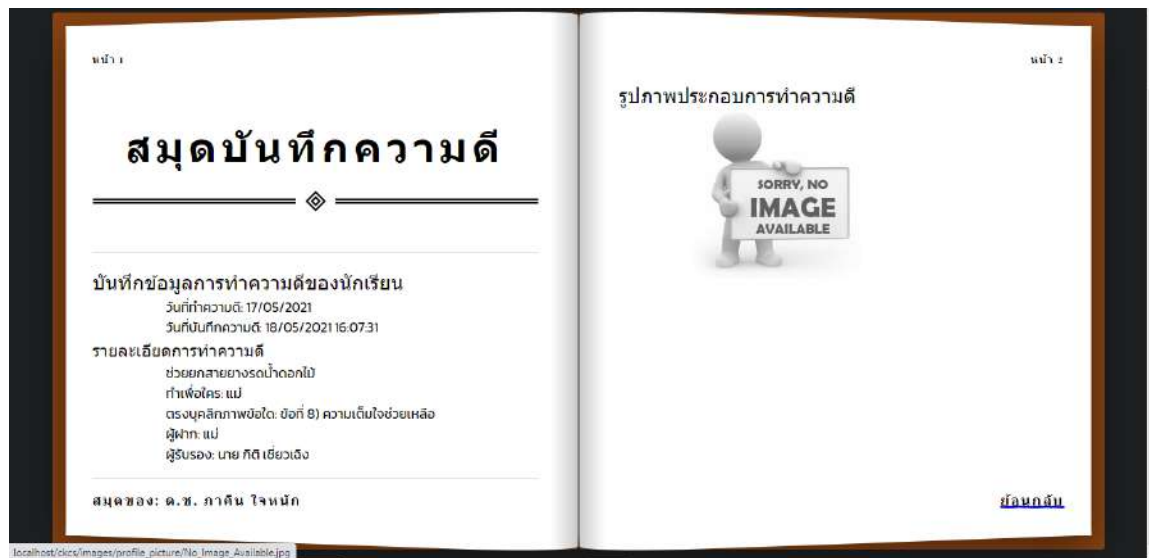 หน้า 1
สมุดบันทึกความดี
บันทึกข้อมูลการทำความดีของนักเรียน
วันที่ทำความดี: 17/05/2021
วันที่บันทึกความดี: 18/05/2021 16:07:31
รายละเอียดการทำความดี
ช่วยยกสายยางรดน้ำดอกไม้
ทำเพื่อใคร: แม่
ตรงบุคลิกภาพข้อใด: ข้อที่ 8) ความเต็มใจช่วยเหลือ
ผู้ฝาก: แม่
ผู้รับรอง: นาย กิติ เชี่ยวเฉิง
สมุดของ: ด.ช. ภาคิน ใจหนัก
หน้า 2
รูปภาพประกอบการทำความดี
SORRY, NO
IMAGE
AVAILABLE
ย้อนกลับ
localhost/ckcs/images/profile_picture/No_Image_Available.jpg